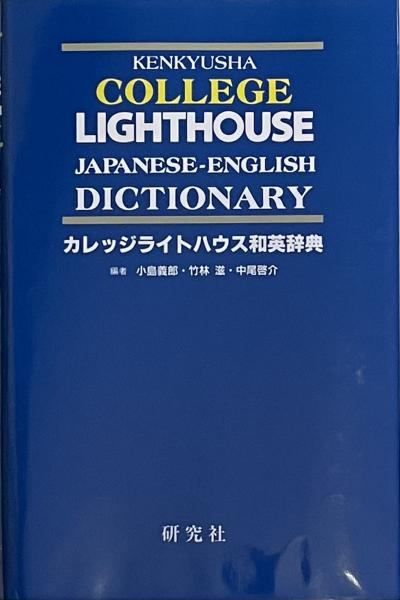 KENKYUSHA
COLLEGE
LIGHTHOUSE
JAPANESE-ENGLISH
DICTIONARY
カレッジライトハウス和英辞典
編者 小島義郎・竹林 滋・中尾啓介
研究社